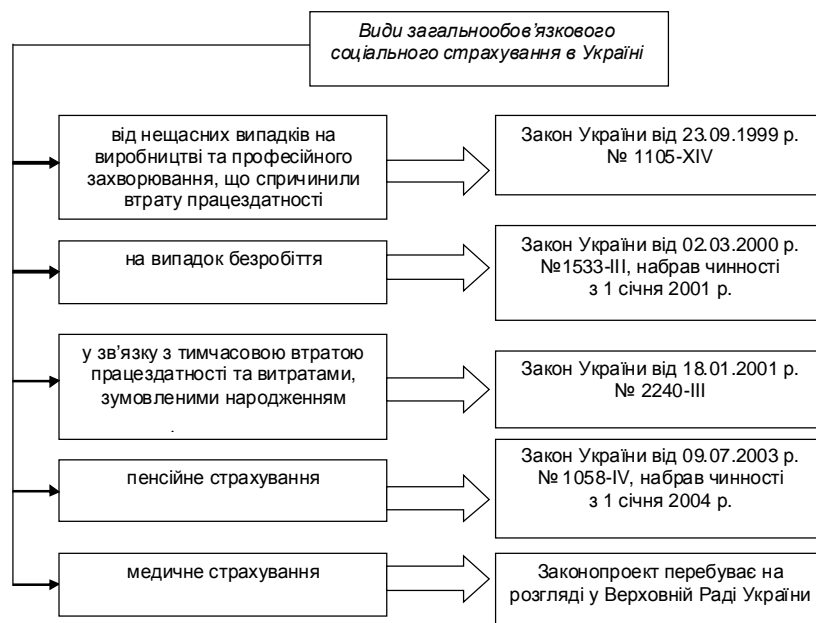 Види загальнообов’язкового
соціального страхування в Україні
від нещасних випадків на
виробництві та професійного
захворювання, що спричинили
втрату працездатності
Закон України від 23.09.1999 р.
№ 1105-XIV
на випадок безробіття
Закон України від 02.03.2000 р.
№1533-III, набрав чинності
з 1 січня 2001 р.
у зв’язку з тимчасовою втратою
працездатності та витратами,
зумовленими народженням
.
Закон України від 18.01.2001 р.
№ 2240-III
пенсійне страхування
Закон України від 09.07.2003 р.
№ 1058-IV, набрав чинності
з 1 січня 2004 р.
медичне страхування
Законопроект перебуває на
розгляді у Верховній Раді України